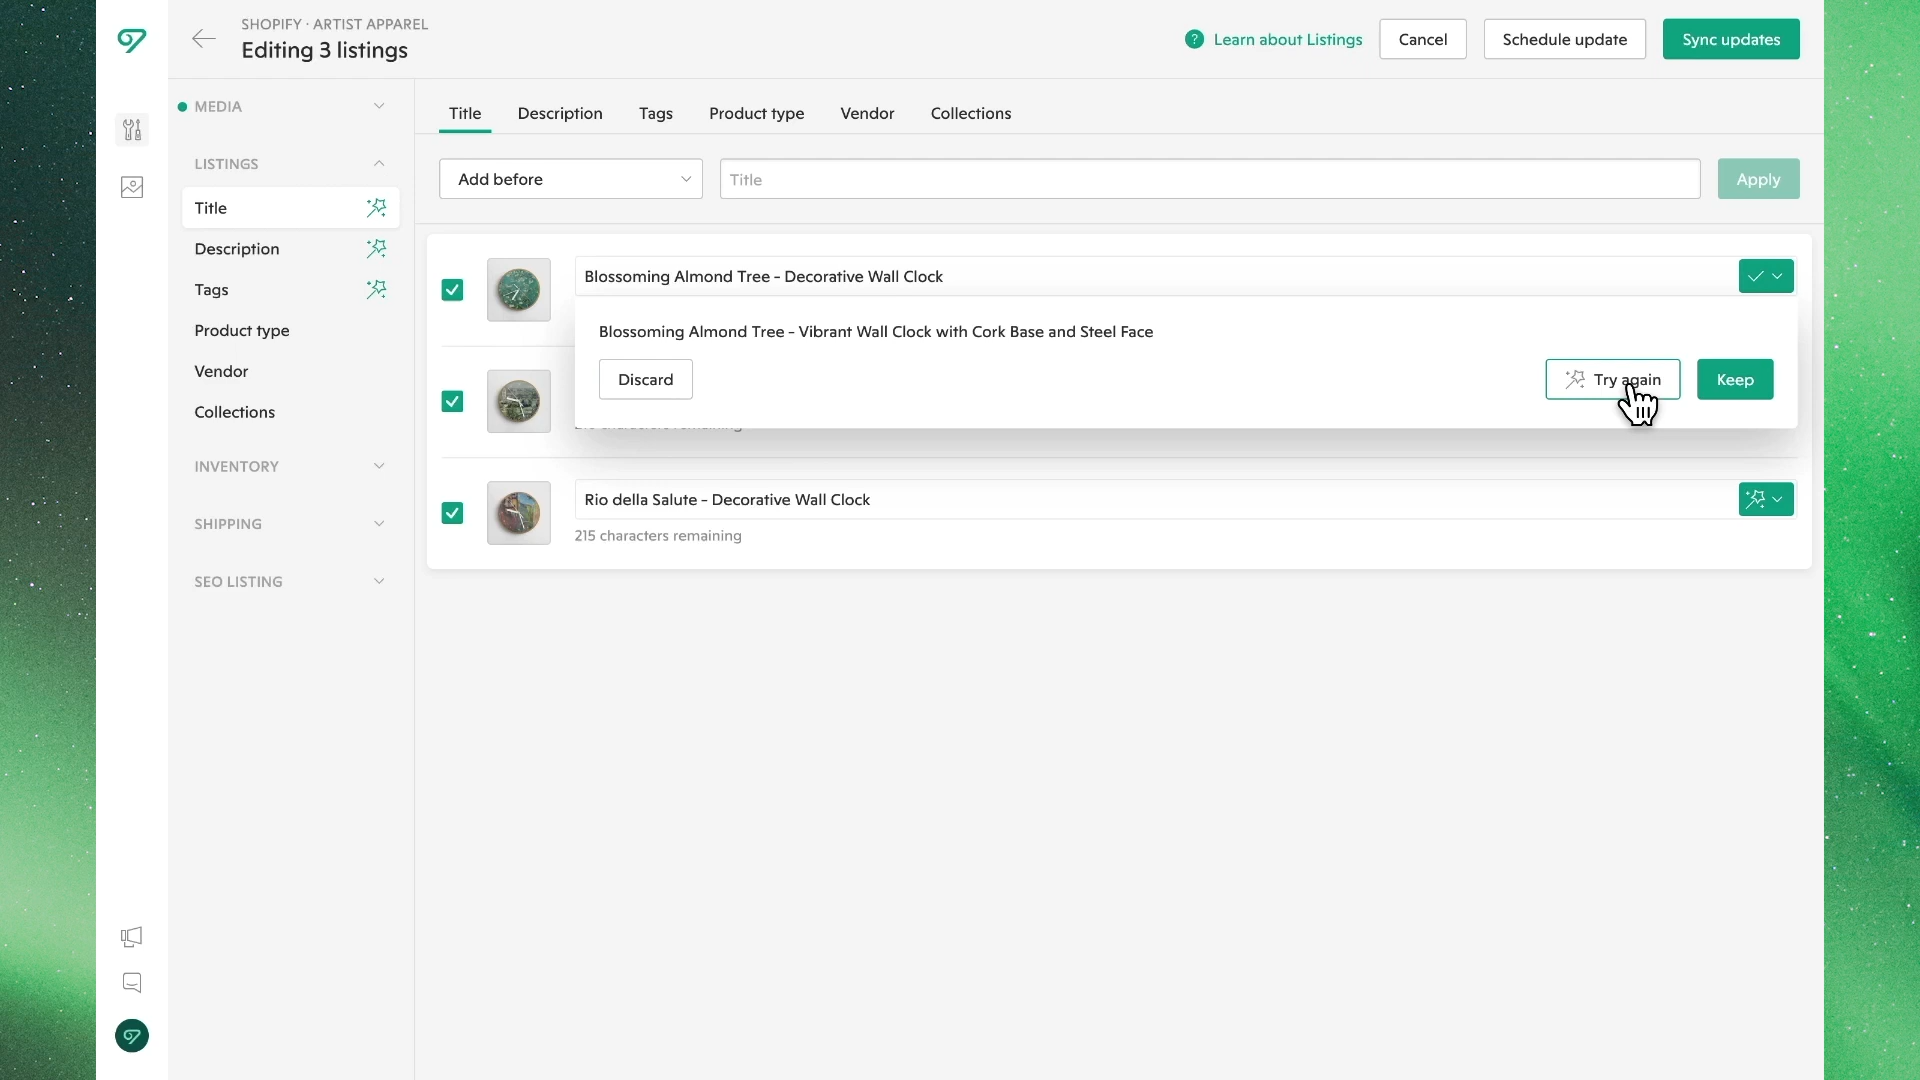 SHOPIFY · ARTIST APPAREL
Editing 3 listings
Learn about Listings
Cancel
Schedule update
Sync updates
MEDIA
LISTINGS
Title
Description
Tags
Product type
Vendor
Collections
INVENTORY
SHIPPING
SEO LISTING
Title
Description
Tags
Product type
Vendor
Collections
Add before
Title
Apply
Blossoming Almond Tree - Decorative Wall Clock
Blossoming Almond Tree - Vibrant Wall Clock with Cork Base and Steel Face
Discard
Try again
Keep
characters remaining
Rio della Salute - Decorative Wall Clock
215 characters remaining